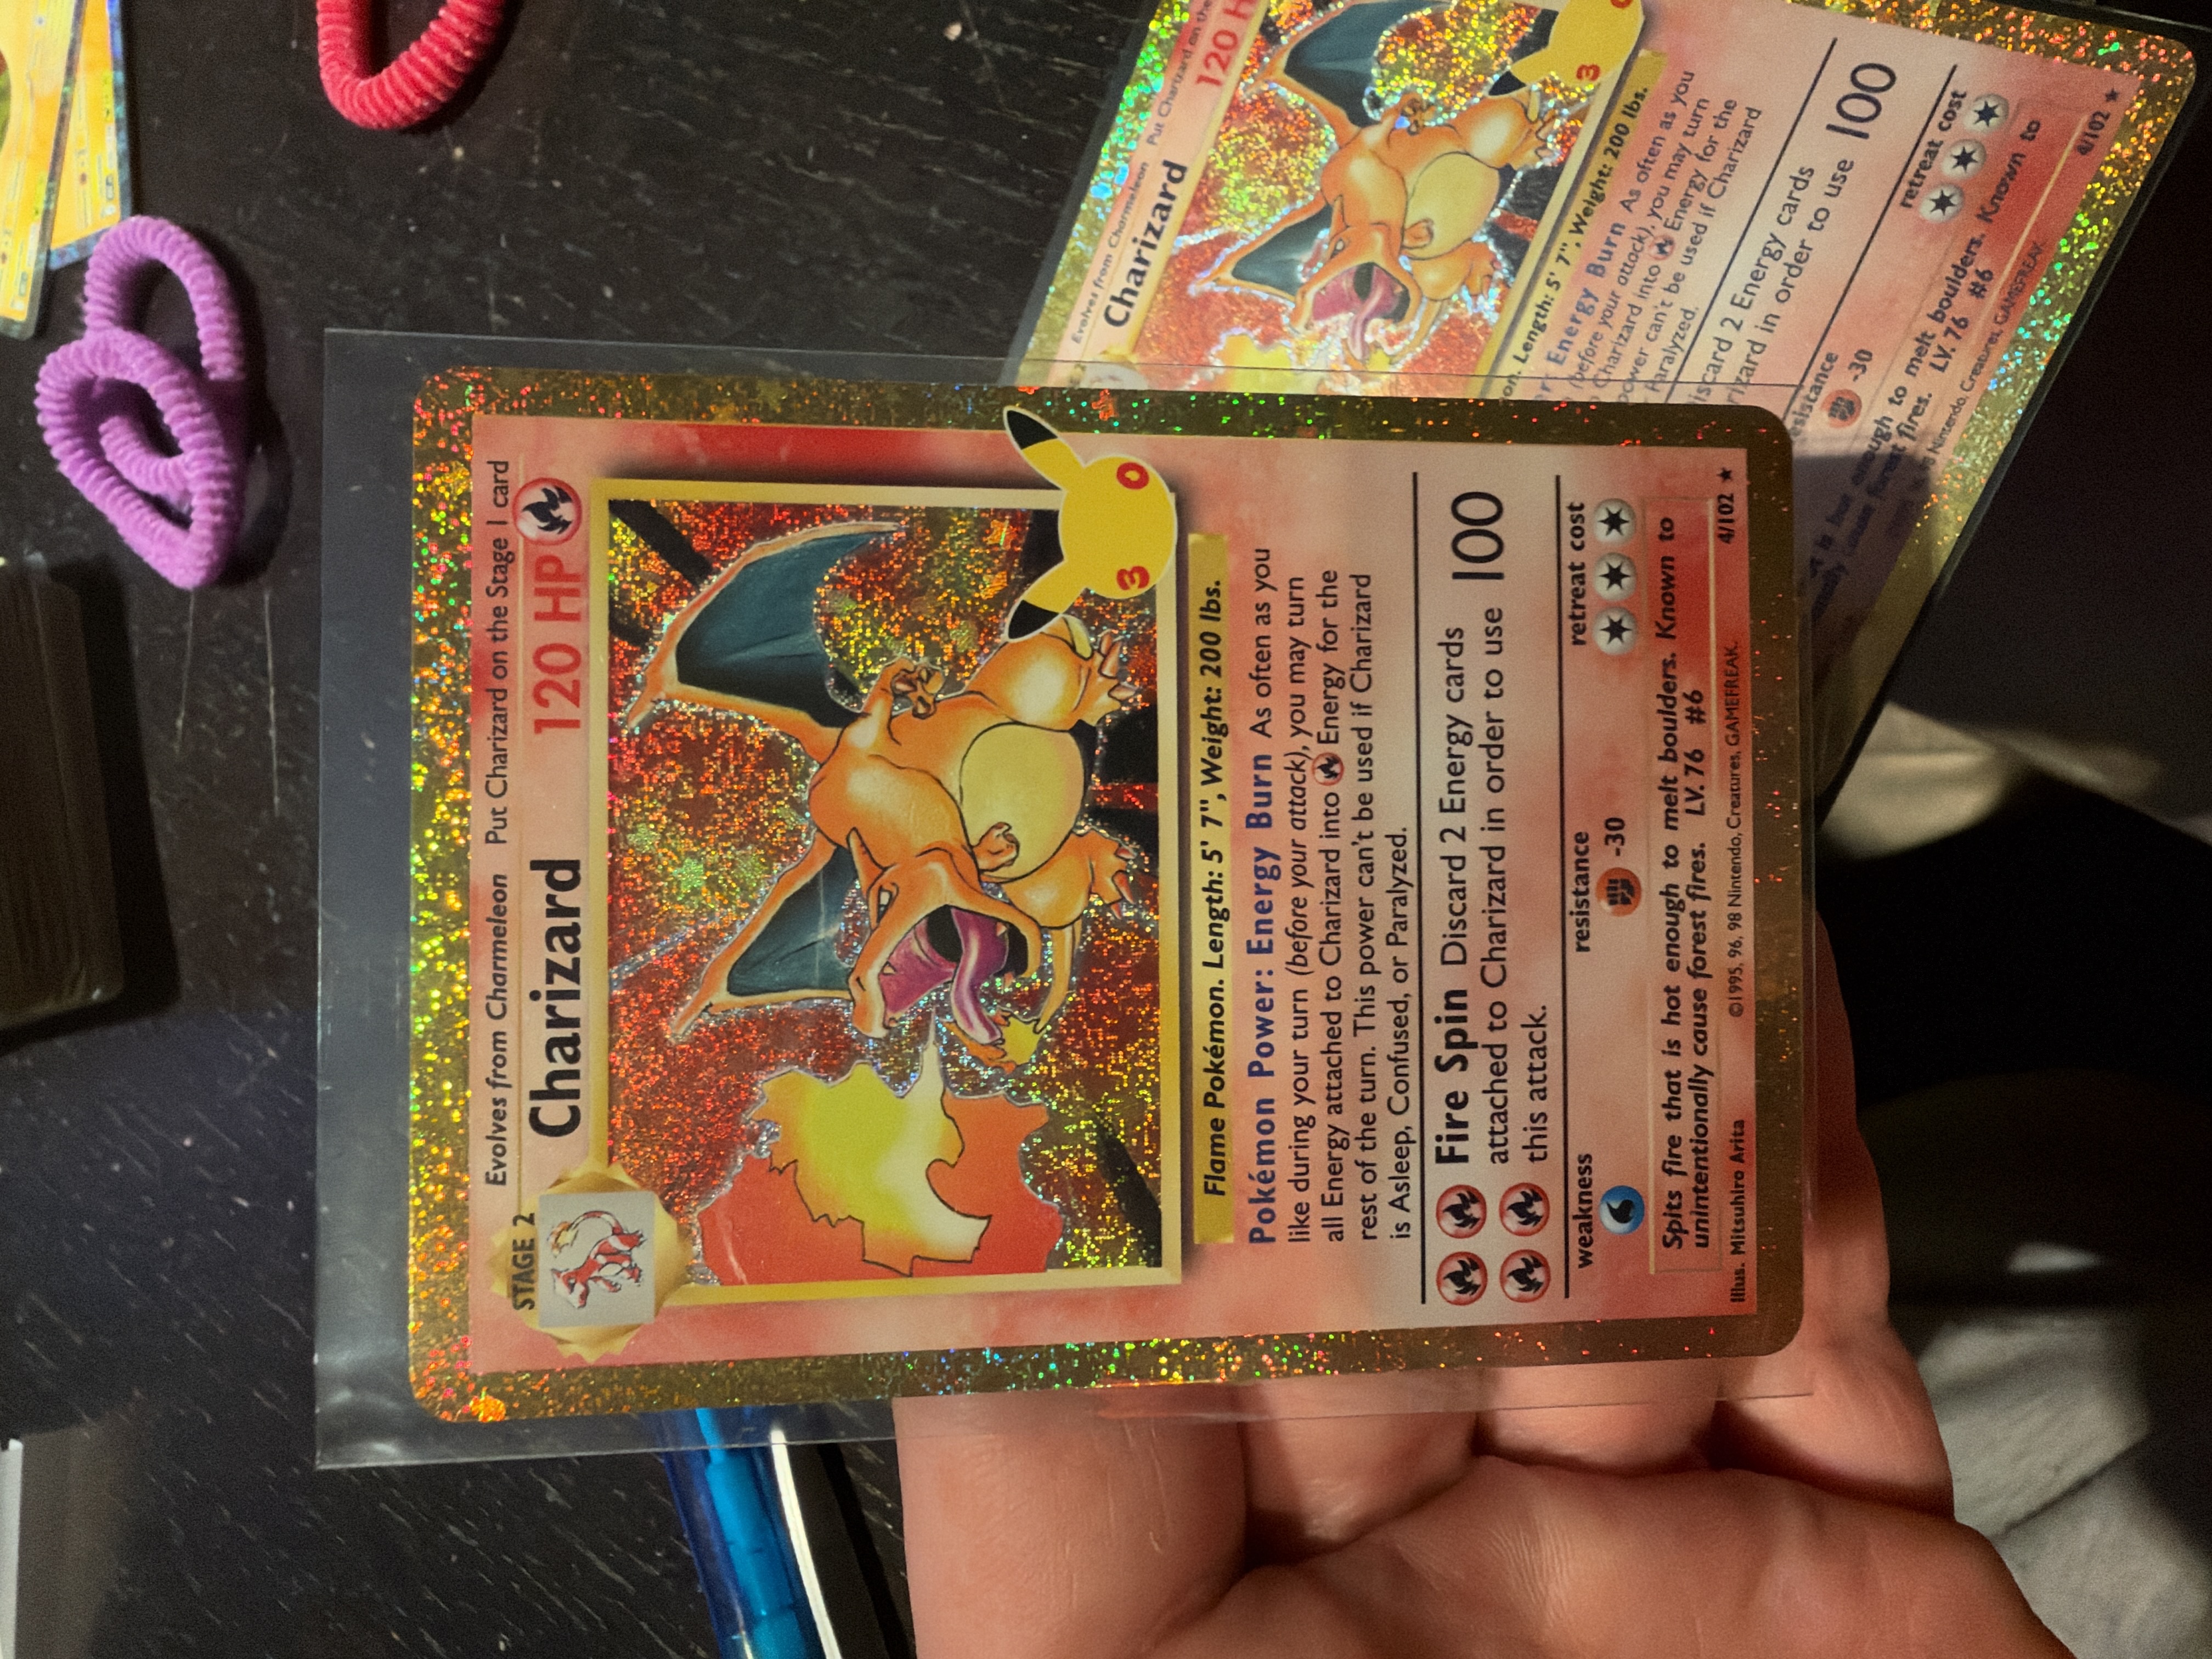 Evolves from Charmeleon Put Charizard on the Stage 1 card
STAGE 2
Charizard 120 HP
3 0
Flame Pokémon. Length: 5' 7", Weight: 200 lbs.
Pokémon Power: Energy Burn As often as you
like during your turn (before your attack), you may turn
all Energy attached to Charizard into Energy for the
rest of the turn. This power can't be used if Charizard
is Asleep, Confused, or Paralyzed.
Fire Spin Discard 2 Energy cards
attached to Charizard in order to use 100
this attack.
weakness resistance retreat cost
-30
Spits fire that is hot enough to melt boulders. Known to
unintentionally cause forest fires. LV. 76 #6
Illus. Mitsuhiro Arita ©1995, 96, 98 Nintendo, Creatures, GAMEFREAK. 4/102 ★
Evolves from Charmeleon Put Charizard on the
Charizard 120 H
3
Length: 5' 7", Weight: 200 lbs.
Energy Burn As often as you
(before your attack), you may turn
Charizard into Energy for the
power can't be used if Charizard
Paralyzed.
Discard 2 Energy cards
in order to use 100
resistance
-30
retreat cost
enough to melt boulders. Known to
forest fires. LV. 76 #6
Nintendo, Creatures, GAMEFREAK.
4/102 ★